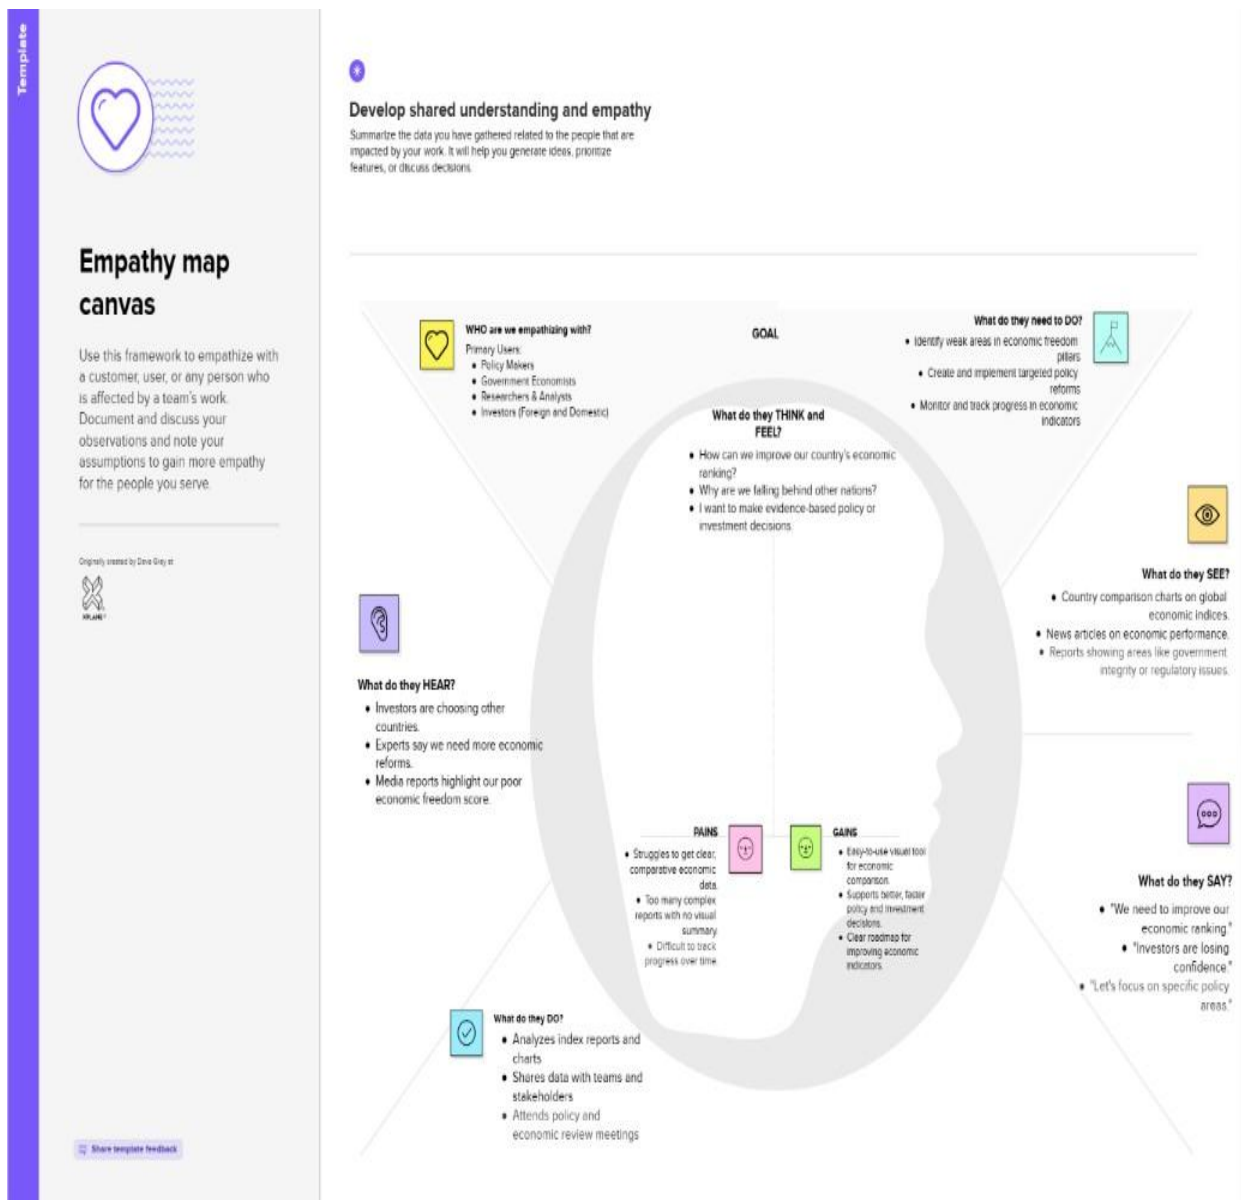 Template
Empathy map
canvas
Use this framework to empathize with
a customer, user, or any person who
is affected by a team's work.
Document and discuss your
observations and note your
assumptions to gain more empathy
for the people you serve.
Originally created by Dave Gray at
XPLANE
Share template feedback
Develop shared understanding and empathy
Summarize the data you have gathered related to the people that are
impacted by your work. It will help you generate ideas, prioritize
features, or discuss decisions.
WHO are we empathizing with?
Primary Users:
• Policy Makers
• Government Economists
• Researchers & Analysts
• Investors (Foreign and Domestic)
GOAL
What do they need to DO?
• Identify weak areas in economic freedom
pillars
• Create and implement targeted policy
reforms
• Monitor and track progress in economic
indicators
What do they THINK and
FEEL?
• How can we improve our country's economic
ranking?
• Why are we falling behind other nations?
• I want to make evidence-based policy or
investment decisions.
What do they SEE?
• Country comparison charts on global
economic indices.
• News articles on economic performance.
• Reports showing areas like government
integrity or regulatory issues.
What do they HEAR?
• Investors are choosing other
countries.
• Experts say we need more economic
reforms.
• Media reports highlight our poor
economic freedom score.
PAINS
• Struggles to get clear,
comparative economic
data.
• Too many complex
reports with no visual
summary
• Difficult to track
progress over time.
GAINS
• Easy-to-use visual tool
for economic
comparison.
• Supports better, faster
policy and investment
decisions.
• Clear roadmap for
improving economic
indicators.
What do they SAY?
• "We need to improve our
economic ranking."
• "Investors are losing
confidence."
• "Let's focus on specific policy
areas."
What do they DO?
• Analyzes index reports and
charts
• Shares data with teams and
stakeholders
• Attends policy and
economic review meetings